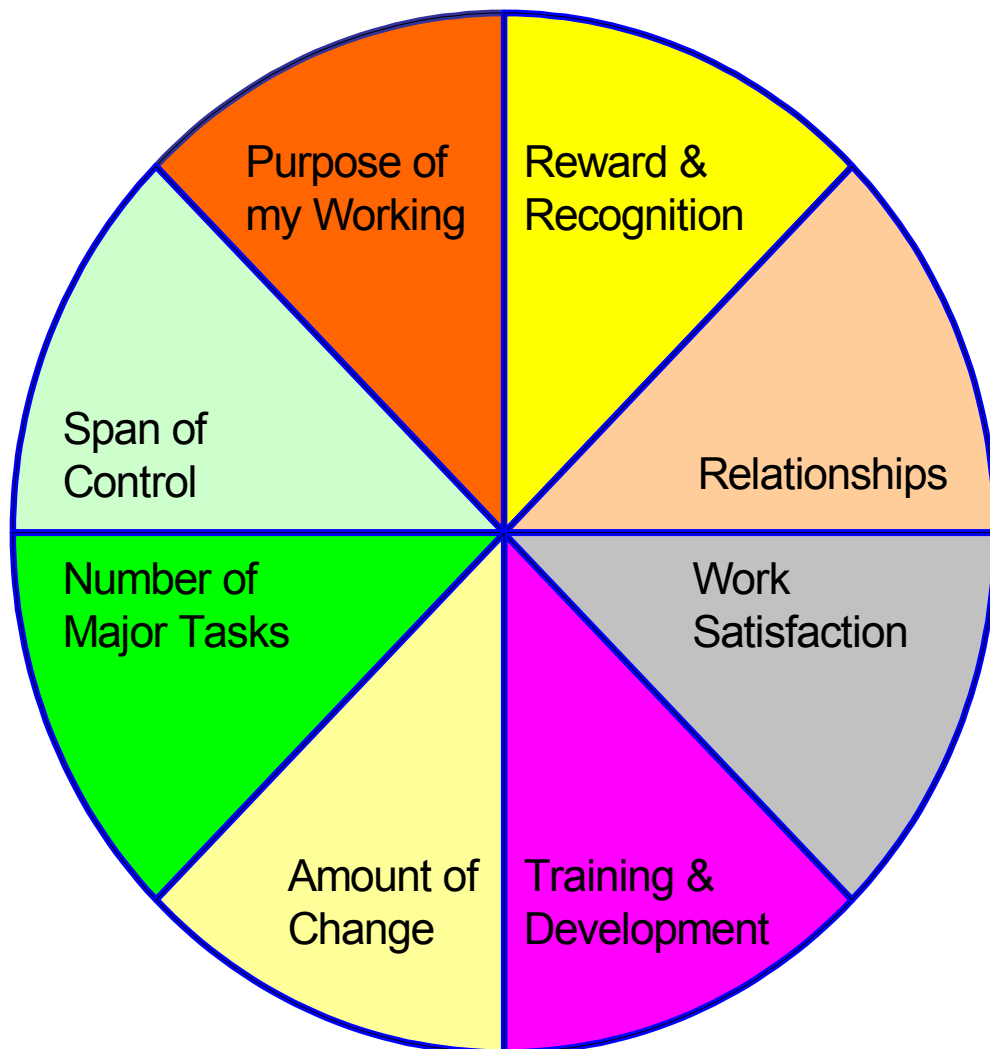 Purpose of
my Working
Reward &
Recognition
Span of
Control
Relationships
Number of
Major Tasks
Work
Satisfaction
Amount of
Change
Training &
Development